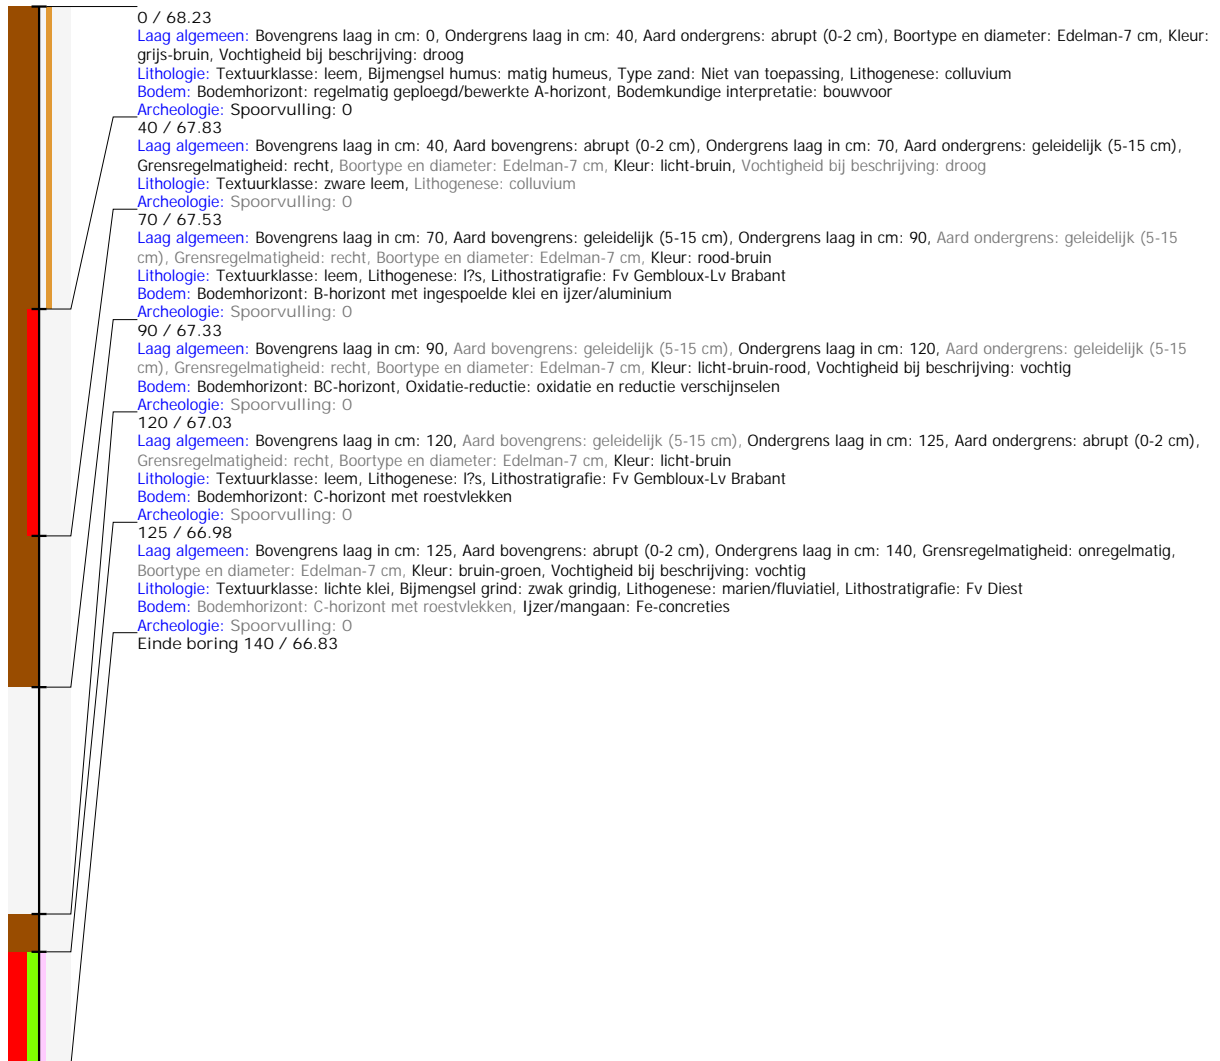 0 / 68.23
Laag algemeen: Bovengrens laag in cm: 0, Ondergrens laag in cm: 40, Aard ondergrens: abrupt (0-2 cm), Boortype en diameter: Edelman-7 cm, Kleur:
grijs-bruin, Vochtigheid bij beschrijving: droog
Lithologie: Textuurklasse: leem, Bijmengsel humus: matig humeus, Type zand: Niet van toepassing, Lithogenese: colluvium
Bodem: Bodemhorizont: regelmatig geploegd/bewerkte A-horizont, Bodemkundige interpretatie: bouwvoor
Archeologie: Spoorvulling: 0
40 / 67.83
Laag algemeen: Bovengrens laag in cm: 40, Aard bovengrens: abrupt (0-2 cm), Ondergrens laag in cm: 70, Aard ondergrens: geleidelijk (5-15 cm),
Grensregelmatigheid: recht, Boortype en diameter: Edelman-7 cm, Kleur: licht-bruin, Vochtigheid bij beschrijving: droog
Lithologie: Textuurklasse: zware leem, Lithogenese: colluvium
Archeologie: Spoorvulling: 0
70 / 67.53
Laag algemeen: Bovengrens laag in cm: 70, Aard bovengrens: geleidelijk (5-15 cm), Ondergrens laag in cm: 90, Aard ondergrens: geleidelijk (5-15
cm), Grensregelmatigheid: recht, Boortype en diameter: Edelman-7 cm, Kleur: rood-bruin
Lithologie: Textuurklasse: leem, Lithogenese: l?s, Lithostratigrafie: Fv Gembloux-Lv Brabant
Bodem: Bodemhorizont: B-horizont met ingespoelde klei en ijzer/aluminium
Archeologie: Spoorvulling: 0
90 / 67.33
Laag algemeen: Bovengrens laag in cm: 90, Aard bovengrens: geleidelijk (5-15 cm), Ondergrens laag in cm: 120, Aard ondergrens: geleidelijk (5-15
cm), Grensregelmatigheid: recht, Boortype en diameter: Edelman-7 cm, Kleur: licht-bruin-rood, Vochtigheid bij beschrijving: vochtig
Bodem: Bodemhorizont: BC-horizont, Oxidatie-reductie: oxidatie en reductie verschijnselen
Archeologie: Spoorvulling: 0
120 / 67.03
Laag algemeen: Bovengrens laag in cm: 120, Aard bovengrens: geleidelijk (5-15 cm), Ondergrens laag in cm: 125, Aard ondergrens: abrupt (0-2 cm),
Grensregelmatigheid: recht, Boortype en diameter: Edelman-7 cm, Kleur: licht-bruin
Lithologie: Textuurklasse: leem, Lithogenese: l?s, Lithostratigrafie: Fv Gembloux-Lv Brabant
Bodem: Bodemhorizont: C-horizont met roestvlekken
Archeologie: Spoorvulling: 0
125 / 66.98
Laag algemeen: Bovengrens laag in cm: 125, Aard bovengrens: abrupt (0-2 cm), Ondergrens laag in cm: 140, Grensregelmatigheid: onregelmatig,
Boortype en diameter: Edelman-7 cm, Kleur: bruin-groen, Vochtigheid bij beschrijving: vochtig
Lithologie: Textuurklasse: lichte klei, Bijmengsel grind: zwak grindig, Lithogenese: marien/fluviatiel, Lithostratigrafie: Fv Diest
Bodem: Bodemhorizont: C-horizont met roestvlekken, Ijzer/mangaan: Fe-concreties
Archeologie: Spoorvulling: 0
Einde boring 140 / 66.83